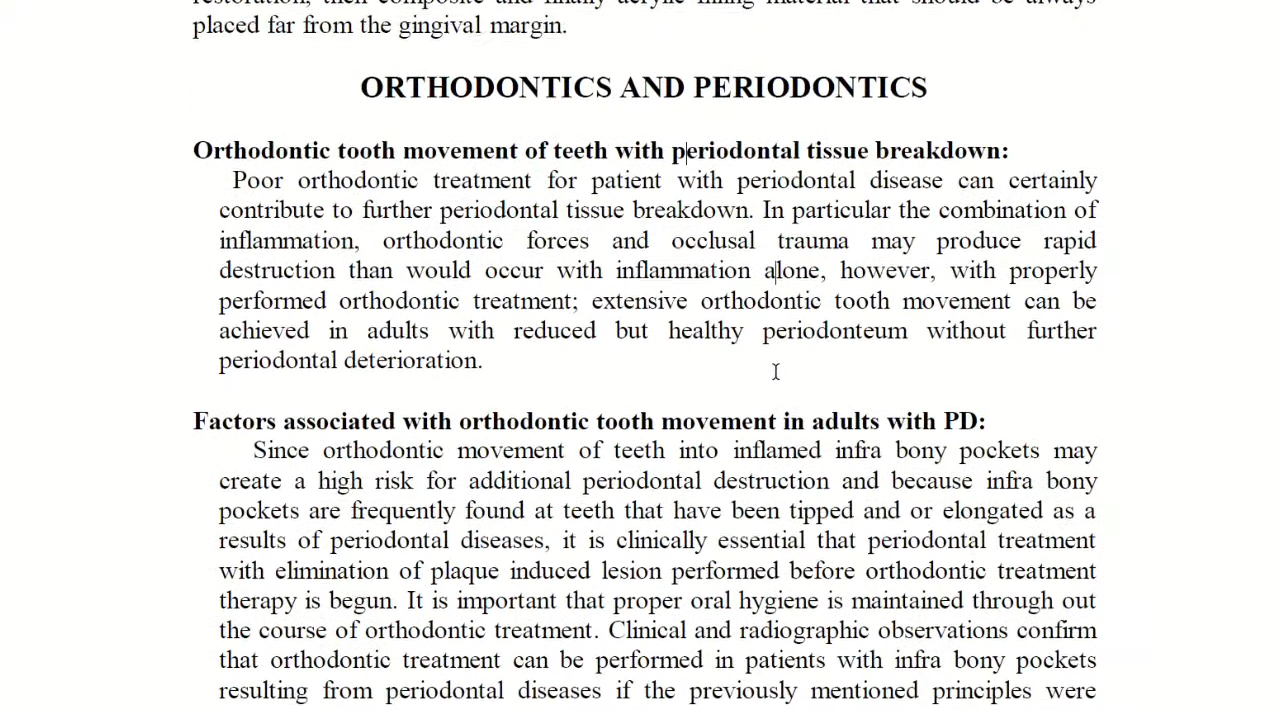 placed far from the gingival margin.
ORTHODONTICS AND PERIODONTICS
Orthodontic tooth movement of teeth with periodontal tissue breakdown:
Poor orthodontic treatment for patient with periodontal disease can certainly
contribute to further periodontal tissue breakdown. In particular the combination of
inflammation, orthodontic forces and occlusal trauma may produce rapid
destruction than would occur with inflammation alone, however, with properly
performed orthodontic treatment; extensive orthodontic tooth movement can be
achieved in adults with reduced but healthy periodonteum without further
periodontal deterioration.
Factors associated with orthodontic tooth movement in adults with PD:
Since orthodontic movement of teeth into inflamed infra bony pockets may
create a high risk for additional periodontal destruction and because infra bony
pockets are frequently found at teeth that have been tipped and or elongated as a
results of periodontal diseases, it is clinically essential that periodontal treatment
with elimination of plaque induced lesion performed before orthodontic treatment
therapy is begun. It is important that proper oral hygiene is maintained through out
the course of orthodontic treatment. Clinical and radiographic observations confirm
that orthodontic treatment can be performed in patients with infra bony pockets
resulting from periodontal diseases if the previously mentioned principles were